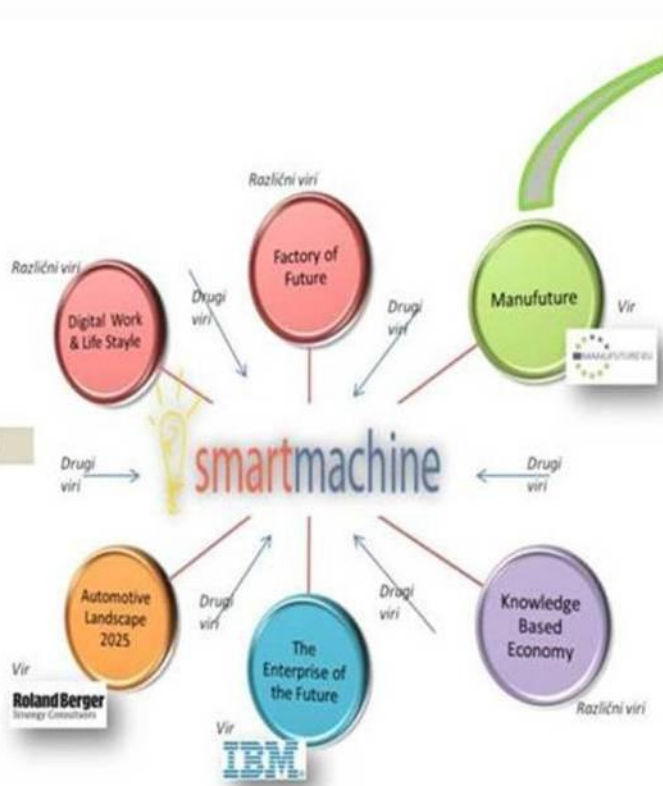 Različni viri
Factory of
Future
Različni viri
Digital Work
& Life Stayle
Drugi
viri
Drugi
viri
Manufuture
Vir
MANUFUTURE.EU
Drugi
viri
smartmachine
Drugi
viri
Automotive
Landscape
2025
Vir
Roland Berger
Strategy Consultants
Drugi
viri
The
Enterprise of
the Future
Vir
IBM
Drugi
viri
Knowledge
Based
Economy
Različni viri